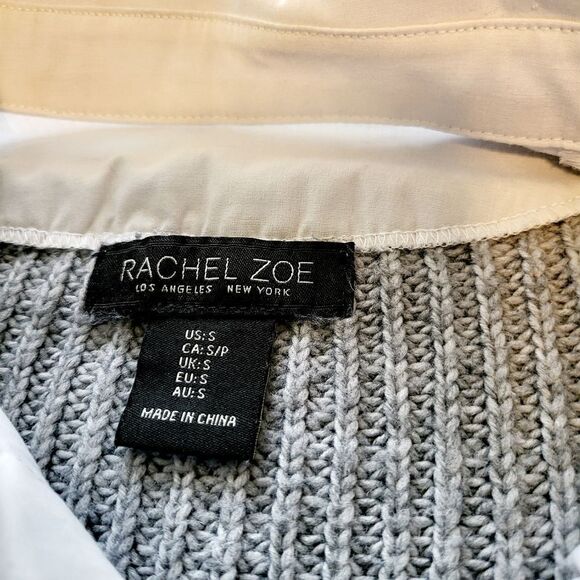 RACHEL ZOE
LOS ANGELES NEW YORK
US: S
CA: S/P
UK: S
EU: S
AU: S
MADE IN CHINA